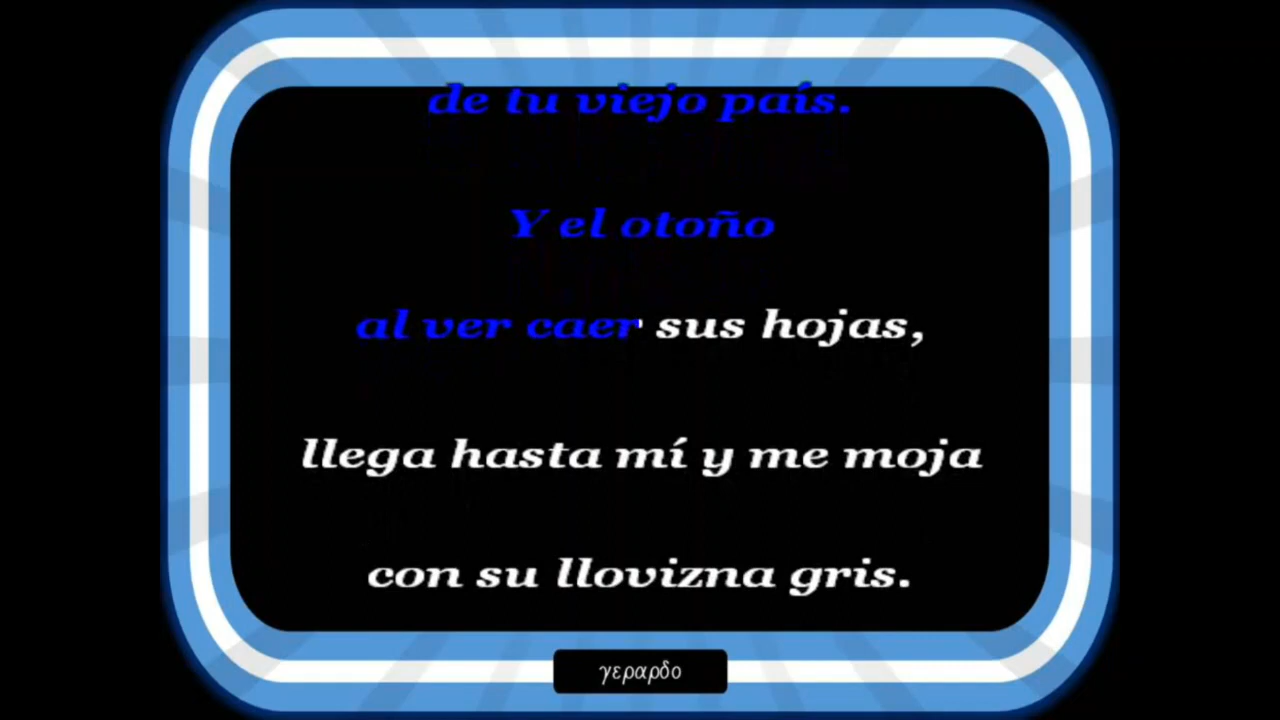 de tu viejo país.
Y el otoño
al ver caer sus hojas,
llega hasta mí y me moja
con su llovizna gris.
γεραρδο